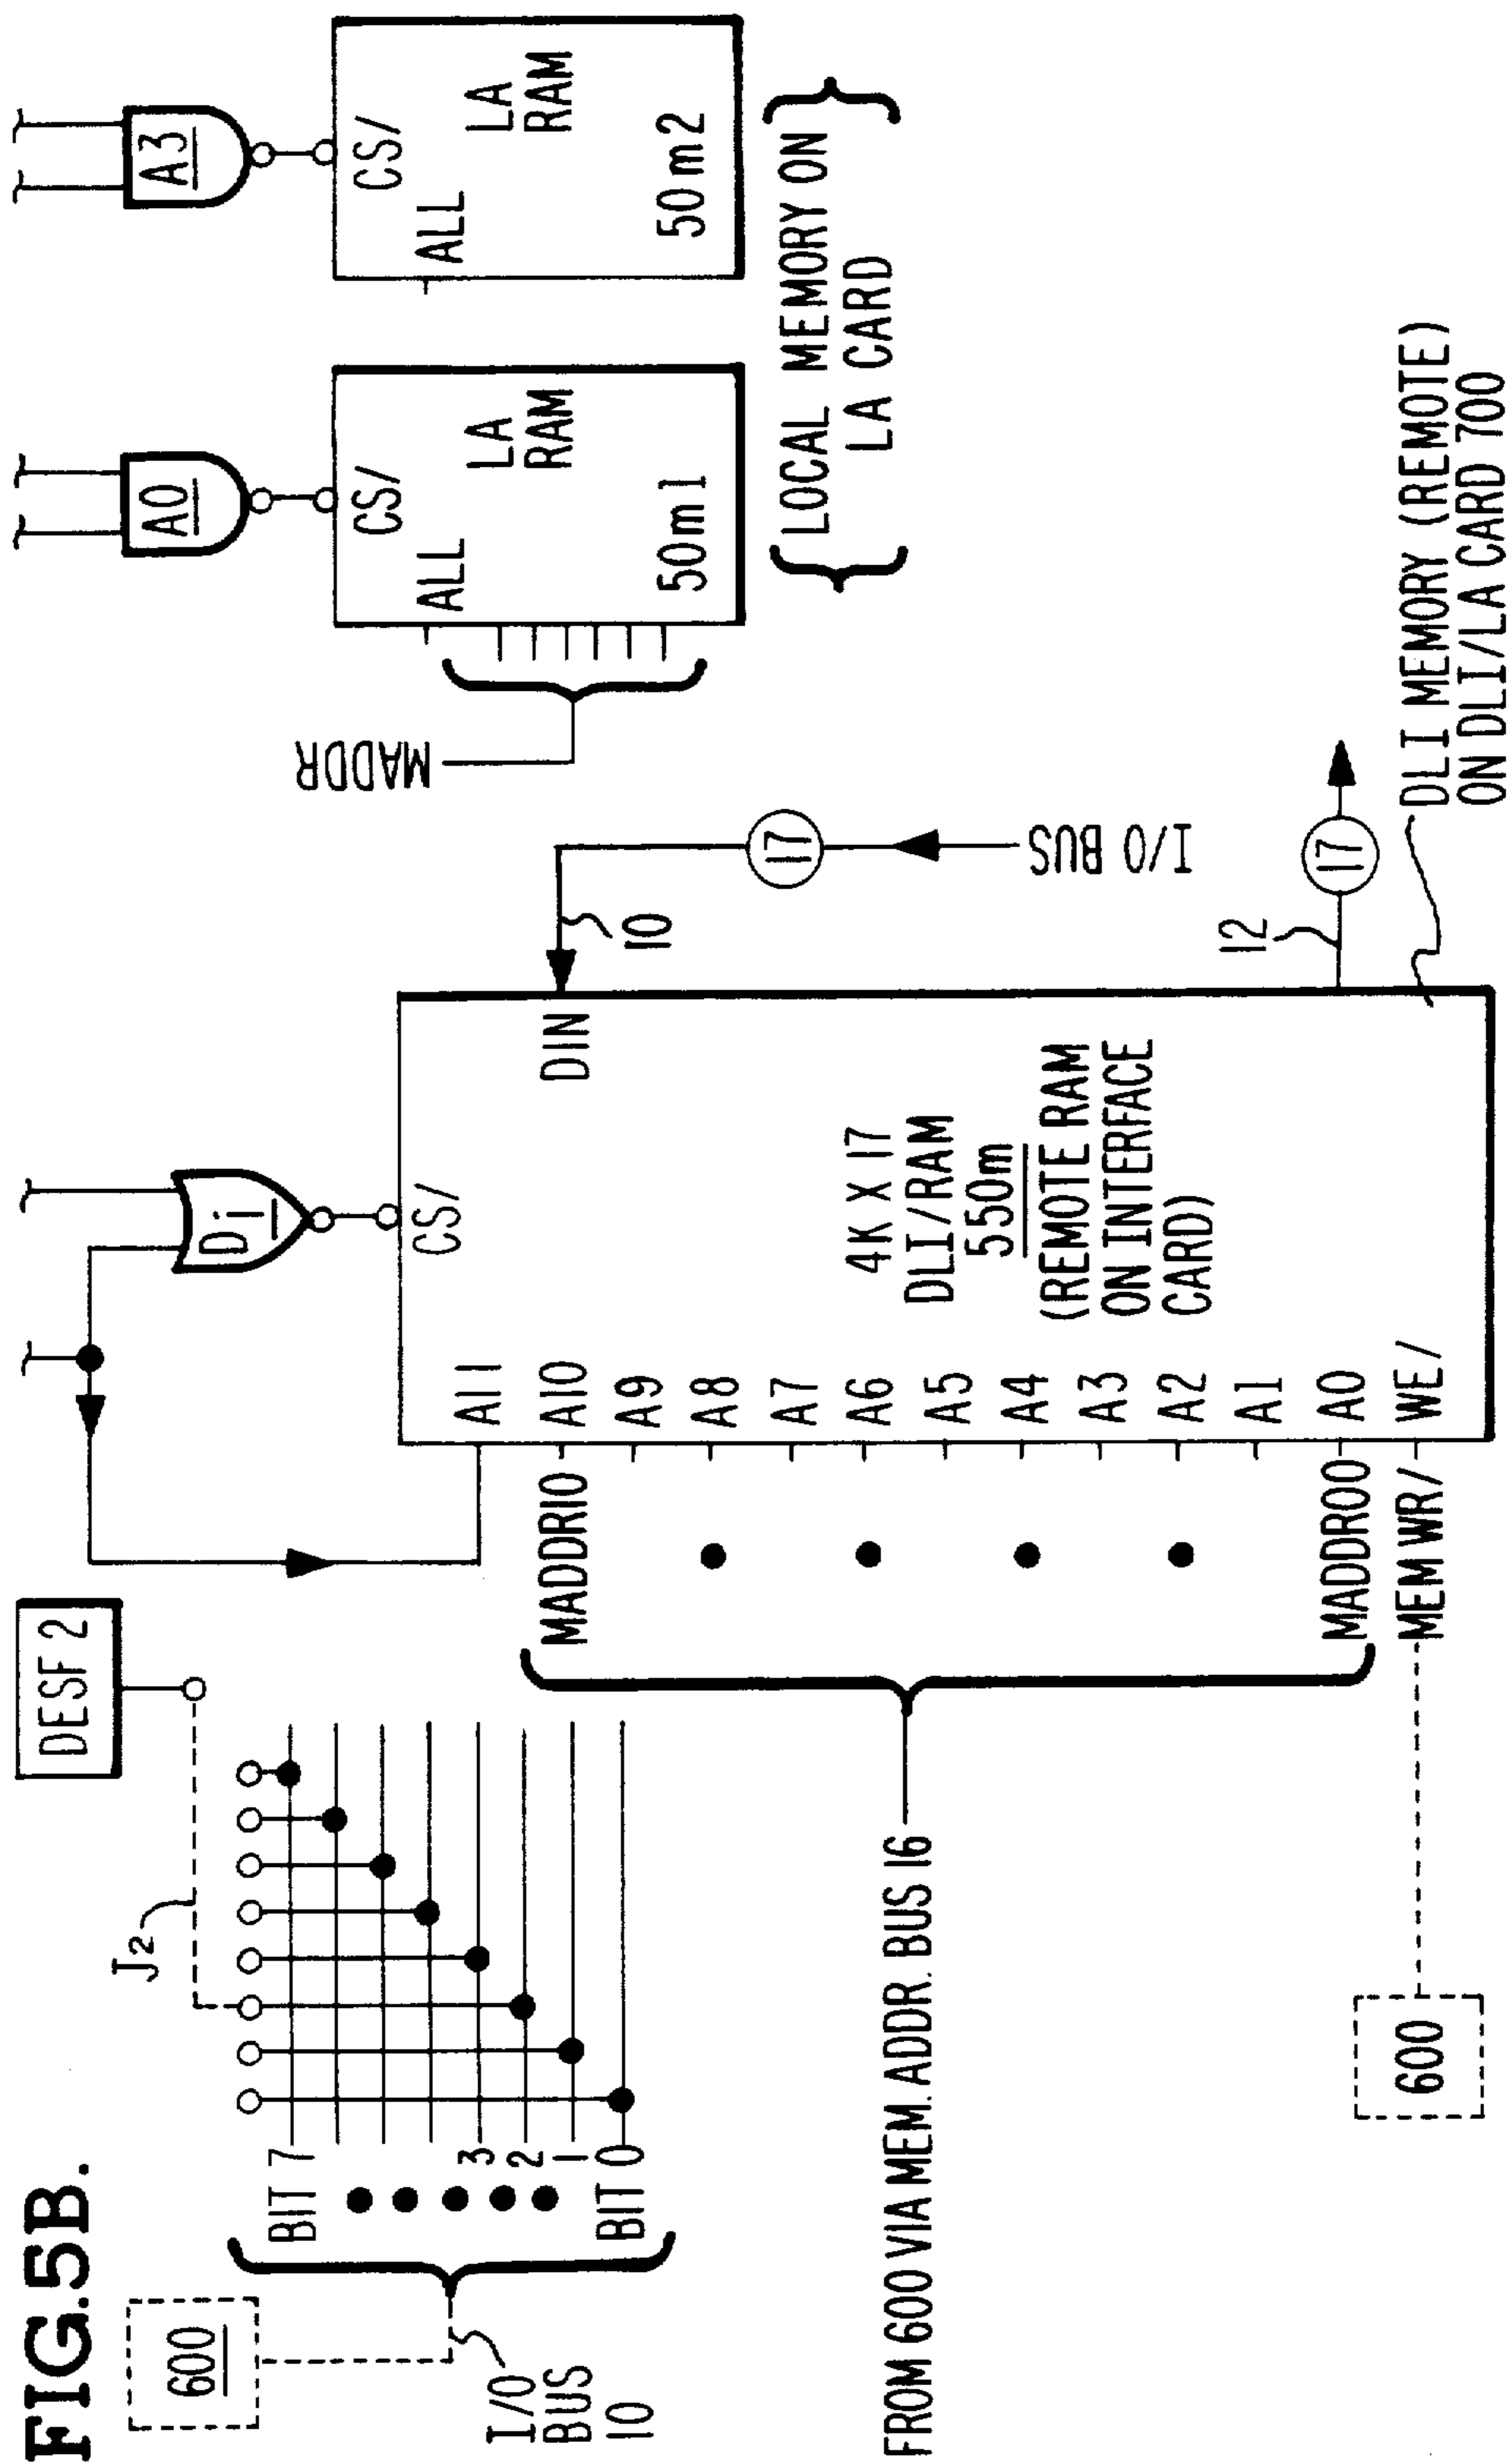 FIG.5B.
600
I/O
BUS
10
BIT 7
3
2
1
BIT 0
J2
DESF 2
FROM 600 VIA MEM. ADDR. BUS 16
600
MADDR10
MADDR00
MEM WR/
Di
CS/
A11
A10
A9
A8
A7
A6
A5
A4
A3
A2
A1
A0
WE/
4K X 17
DLI/RAM
550m
(REMOTE RAM
ON INTERFACE
CARD)
DIN
10
17
I/O BUS
12
17
DLI MEMORY (REMOTE)
ON DLI/LA CARD 700
MADDR
A0
CS/
ALL
LA
RAM
50m1
A3
CS/
ALL
LA
RAM
50m2
LOCAL MEMORY ON
LA CARD